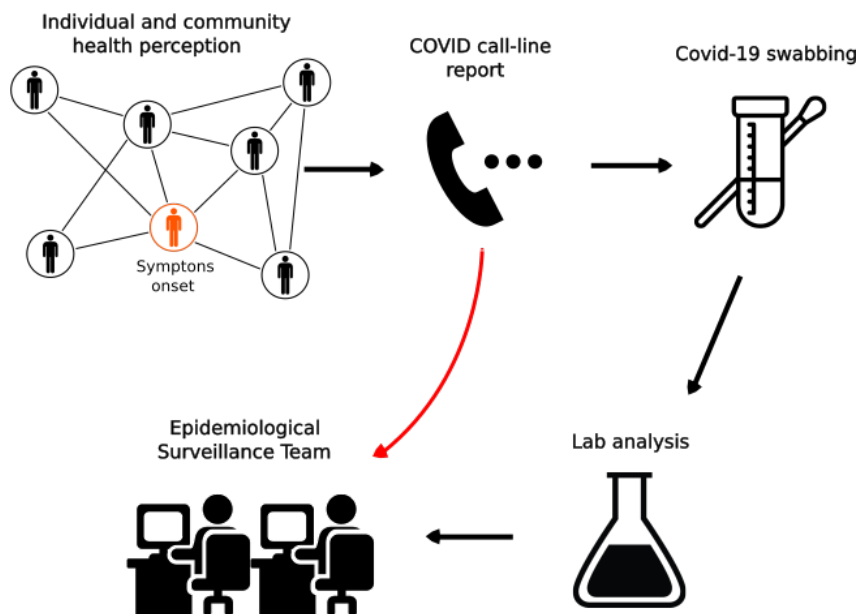 Individual and community
health perception
COVID call-line
report
Covid-19 swabbing
Symptons
onset
Epidemiological
Surveillance Team
Lab analysis